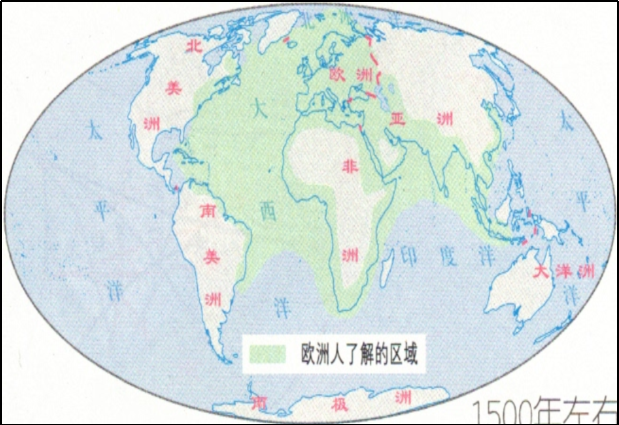 北美洲
欧洲
亚洲
大西洋
太平洋
太平洋
非洲
南美洲
印度洋
大洋洲
欧洲人了解的区域
南极洲
1500年左右